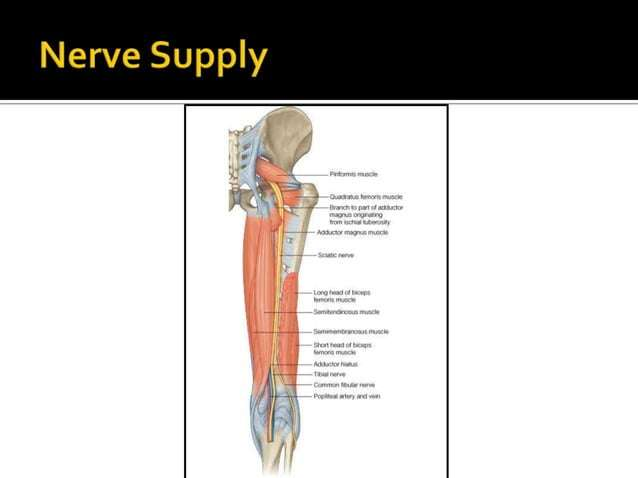 Nerve Supply
Piriformis muscle
Quadratus femoris muscle
Branch to part of adductor
magnus originating
from ischial tuberosity
Adductor magnus muscle
Sciatic nerve
Long head of biceps
femoris muscle
Semitendinosus muscle
Semimembranosus muscle
Short head of biceps
femoris muscle
Adductor hiatus
Tibial nerve
Common fibular nerve
Popliteal artery and vein